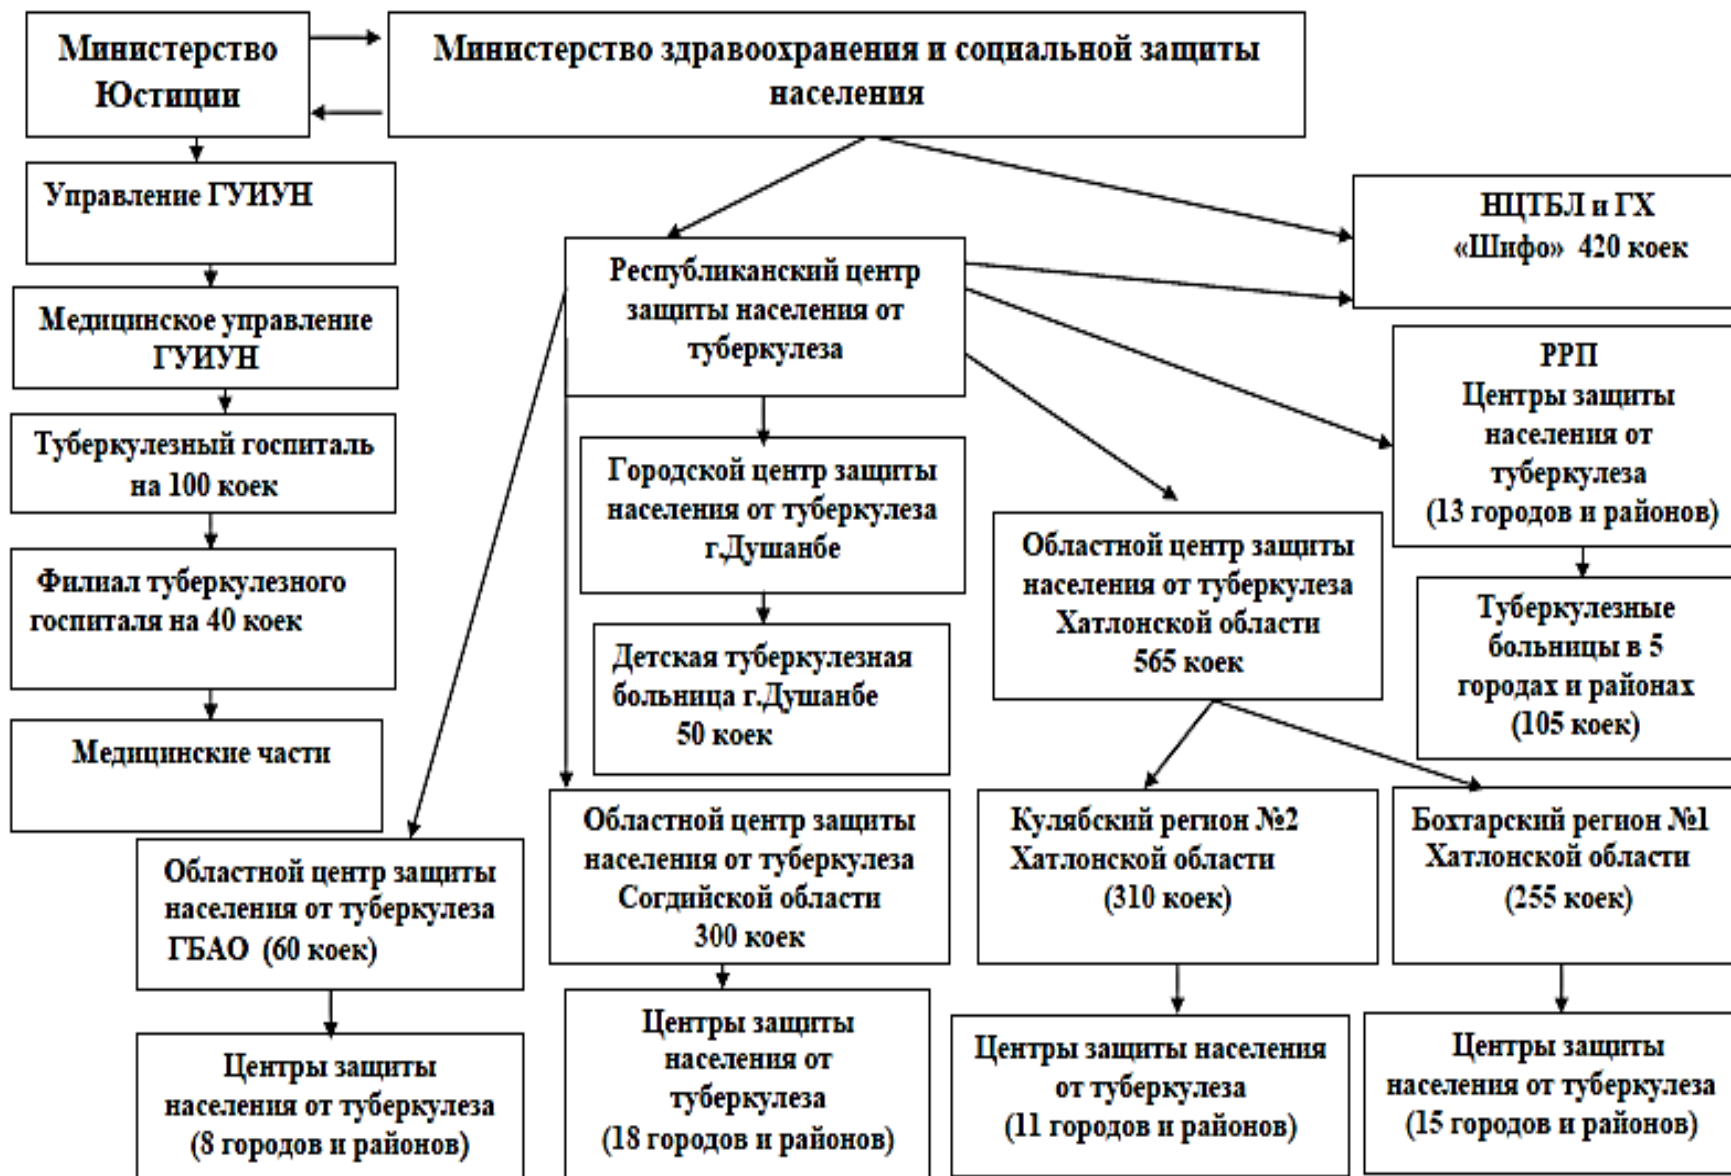 Министерство
Юстиции
Министерство здравоохранения и социальной защиты
населения
Управление ГУИУН
Медицинское управление
ГУИУН
Туберкулезный госпиталь
на 100 коек
Филиал туберкулезного
госпиталя на 40 коек
Медицинские части
НЦТБЛ и ГХ
«Шифо» 420 коек
Республиканский центр
защиты населения от
туберкулеза
РРП
Центры защиты
населения от
туберкулеза
(13 городов и районов)
Городской центр защиты
населения от туберкулеза
г.Душанбе
Областной центр защиты
населения от туберкулеза
Хатлонской области
565 коек
Туберкулезные
больницы в 5
городах и районах
(105 коек)
Детская туберкулезная
больница г.Душанбе
50 коек
Областной центр защиты
населения от туберкулеза
ГБАО (60 коек)
Областной центр защиты
населения от туберкулеза
Согдийской области
300 коек
Кулябский регион №2
Хатлонской области
(310 коек)
Бохтарский регион №1
Хатлонской области
(255 коек)
Центры защиты
населения от туберкулеза
(8 городов и районов)
Центры защиты
населения от
туберкулеза
(18 городов и районов)
Центры защиты населения
от туберкулеза
(11 городов и районов)
Центры защиты
населения от туберкулеза
(15 городов и районов)